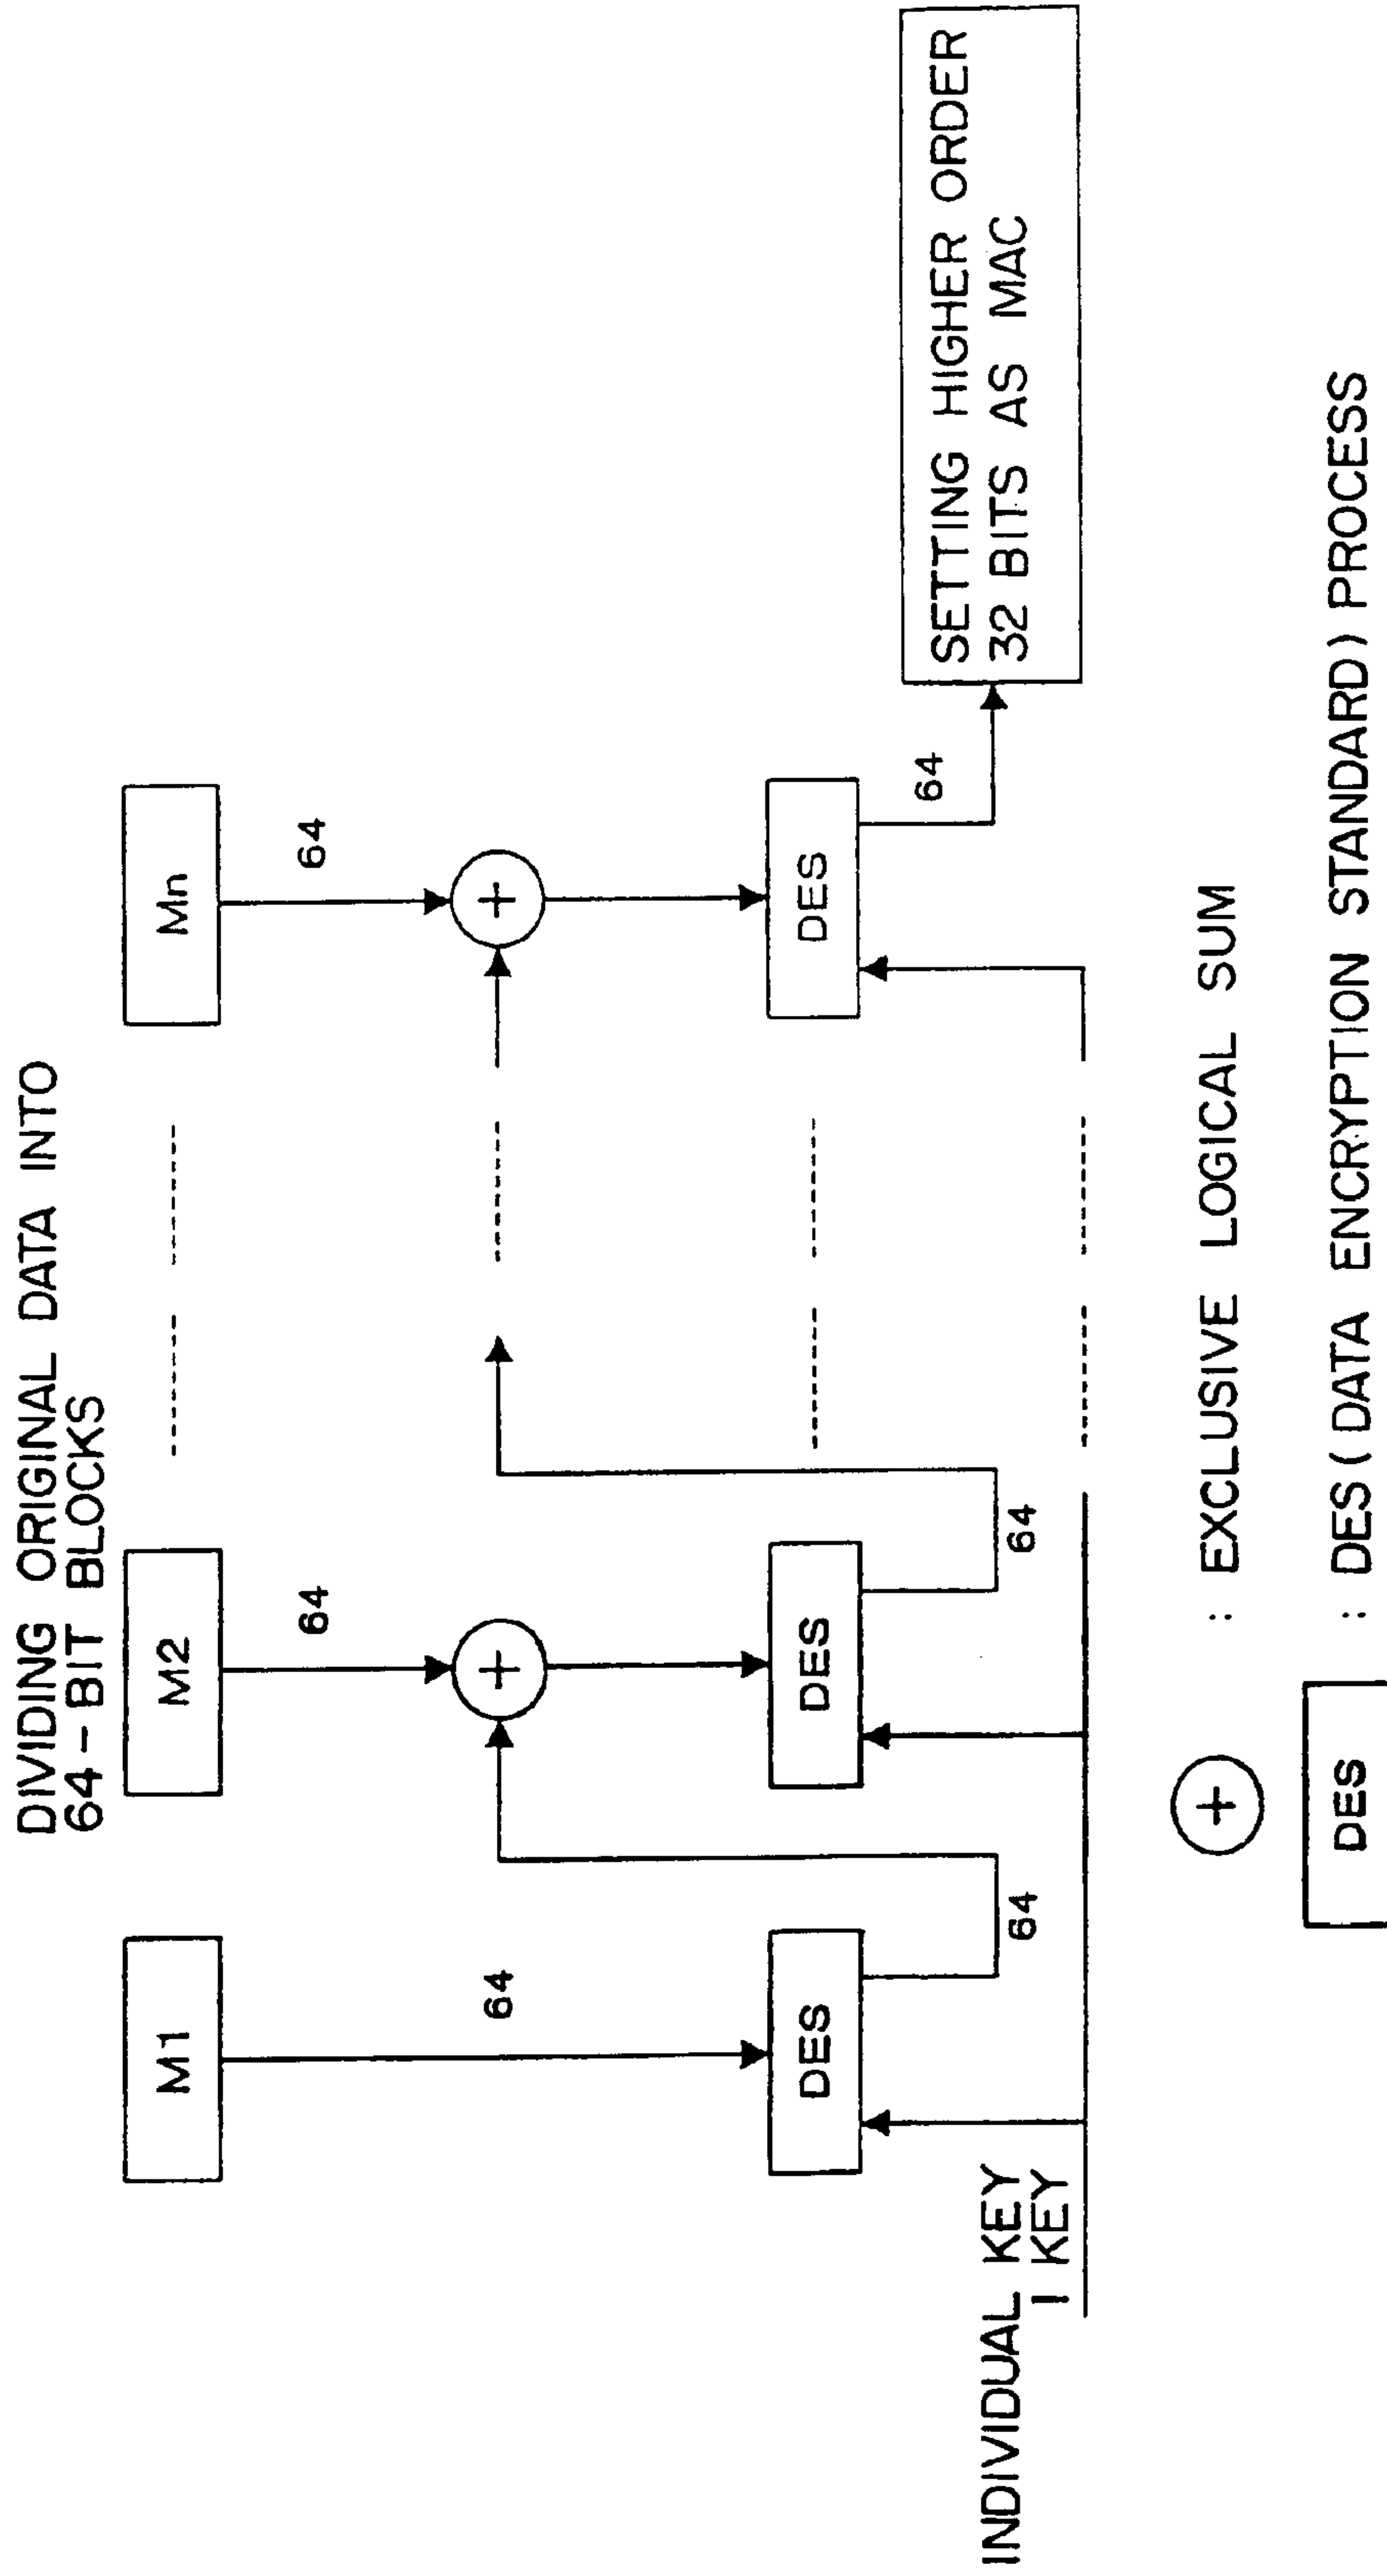 DIVIDING ORIGINAL DATA INTO
64-BIT BLOCKS
M1
M2
Mn
64
64
64
+
+
DES
DES
DES
64
64
64
SETTING HIGHER ORDER
32 BITS AS MAC
INDIVIDUAL KEY
I KEY
+ : EXCLUSIVE LOGICAL SUM
DES : DES (DATA ENCRYPTION STANDARD) PROCESS